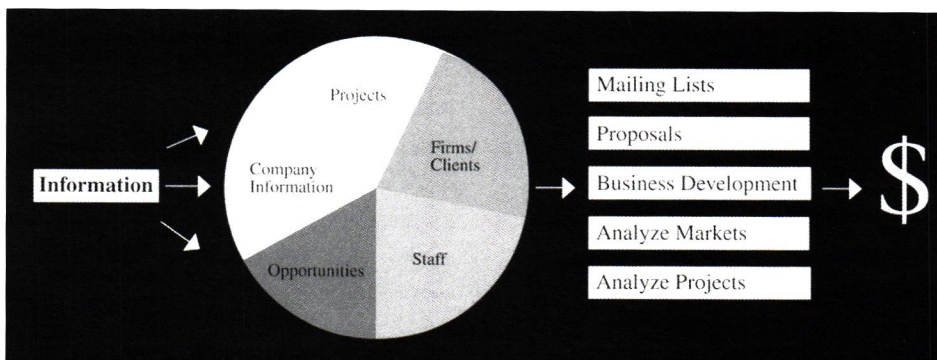 Information
Projects
Company
Information
Firms/
Clients
Opportunities
Staff
Mailing Lists
Proposals
Business Development
Analyze Markets
Analyze Projects
$